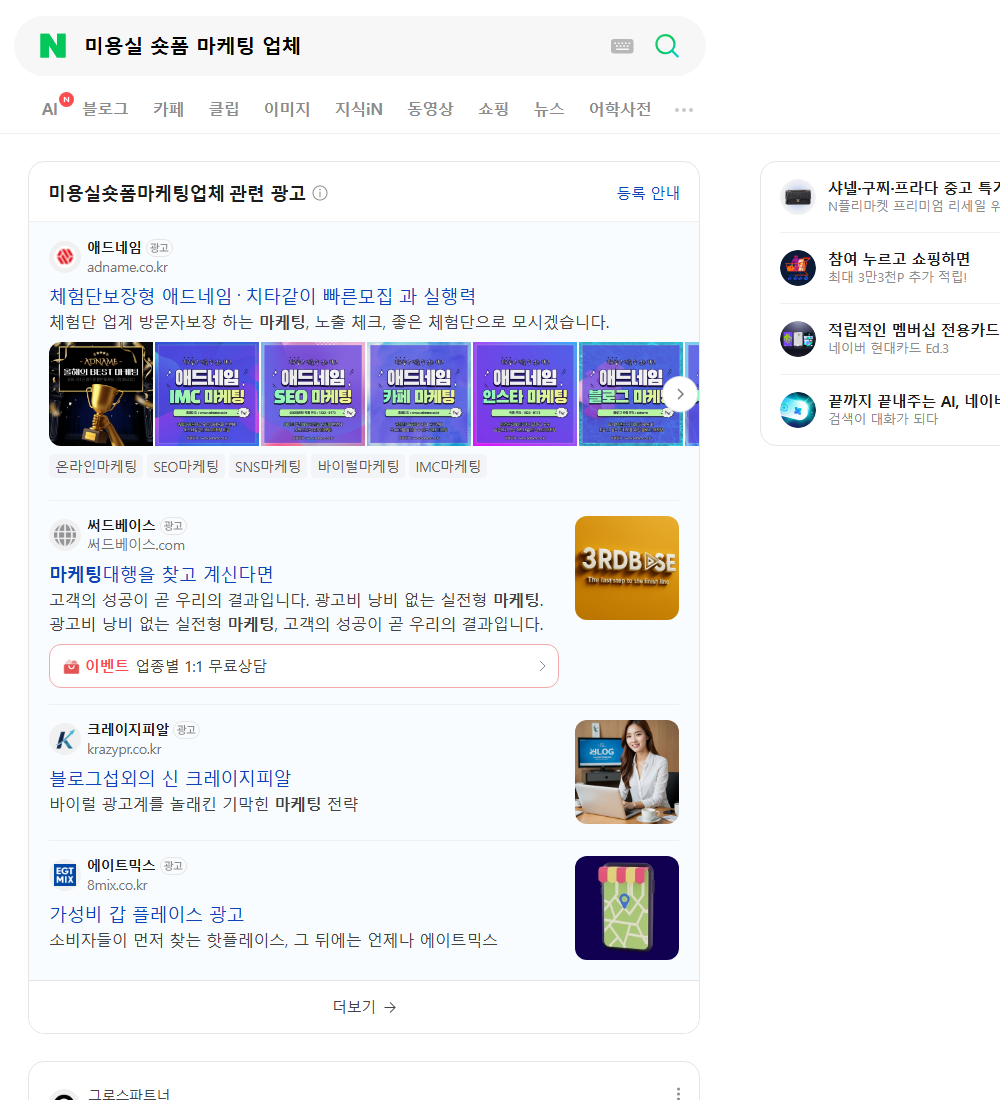 미용실 숏폼 마케팅 업체
AI N 블로그 카페 클립 이미지 지식iN 동영상 쇼핑 뉴스 어학사전
미용실숏폼마케팅업체 관련 광고
등록 안내
애드네임 광고
adname.co.kr
체험단보장형 애드네임 · 치타같이 빠른모집 과 실행력
체험단 업계 방문자보장 하는 마케팅, 노출 체크, 좋은 체험단으로 모시겠습니다.
ADNAME
올해의 BEST 마케팅
애드네임
IMC 마케팅
애드네임
SEO 마케팅
애드네임
카페 마케팅
애드네임
인스타 마케팅
애드네임
블로그 마케팅
온라인마케팅 SEO마케팅 SNS마케팅 바이럴마케팅 IMC마케팅
써드베이스 광고
써드베이스.com
마케팅대행을 찾고 계신다면
고객의 성공이 곧 우리의 결과입니다. 광고비 낭비 없는 실전형 마케팅.
광고비 낭비 없는 실전형 마케팅, 고객의 성공이 곧 우리의 결과입니다.
3RDBASE
The last step to the finish line
이벤트 업종별 1:1 무료상담
크레이지피알 광고
krazypr.co.kr
블로그섭외의 신 크레이지피알
바이럴 광고계를 놀래킨 기막힌 마케팅 전략
BLOG
에이트믹스 광고
EGT
MIX
8mix.co.kr
가성비 갑 플레이스 광고
소비자들이 먼저 찾는 핫플레이스, 그 뒤에는 언제나 에이트믹스
더보기
그로스파트너
샤넬·구찌·프라다 중고 특가
N플리마켓 프리미엄 리세일 위
참여 누르고 쇼핑하면
최대 3만3천P 추가 적립!
적립적인 멤버십 전용카드
네이버 현대카드 Ed.3
끝까지 끝내주는 AI, 네이버
검색이 대화가 되다